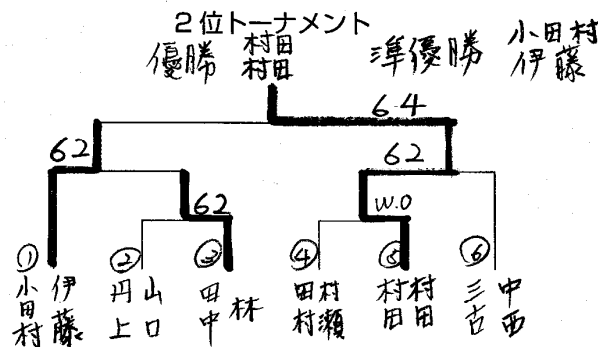 2位トーナメント
優勝 村田 村田
準優勝 小田村 伊藤
64
62
62
62
W.O
① 小田村 伊藤
② 円上 山口
③ 田中 林
④ 田村 村瀬
⑤ 村田 村田
⑥ 三古 中西